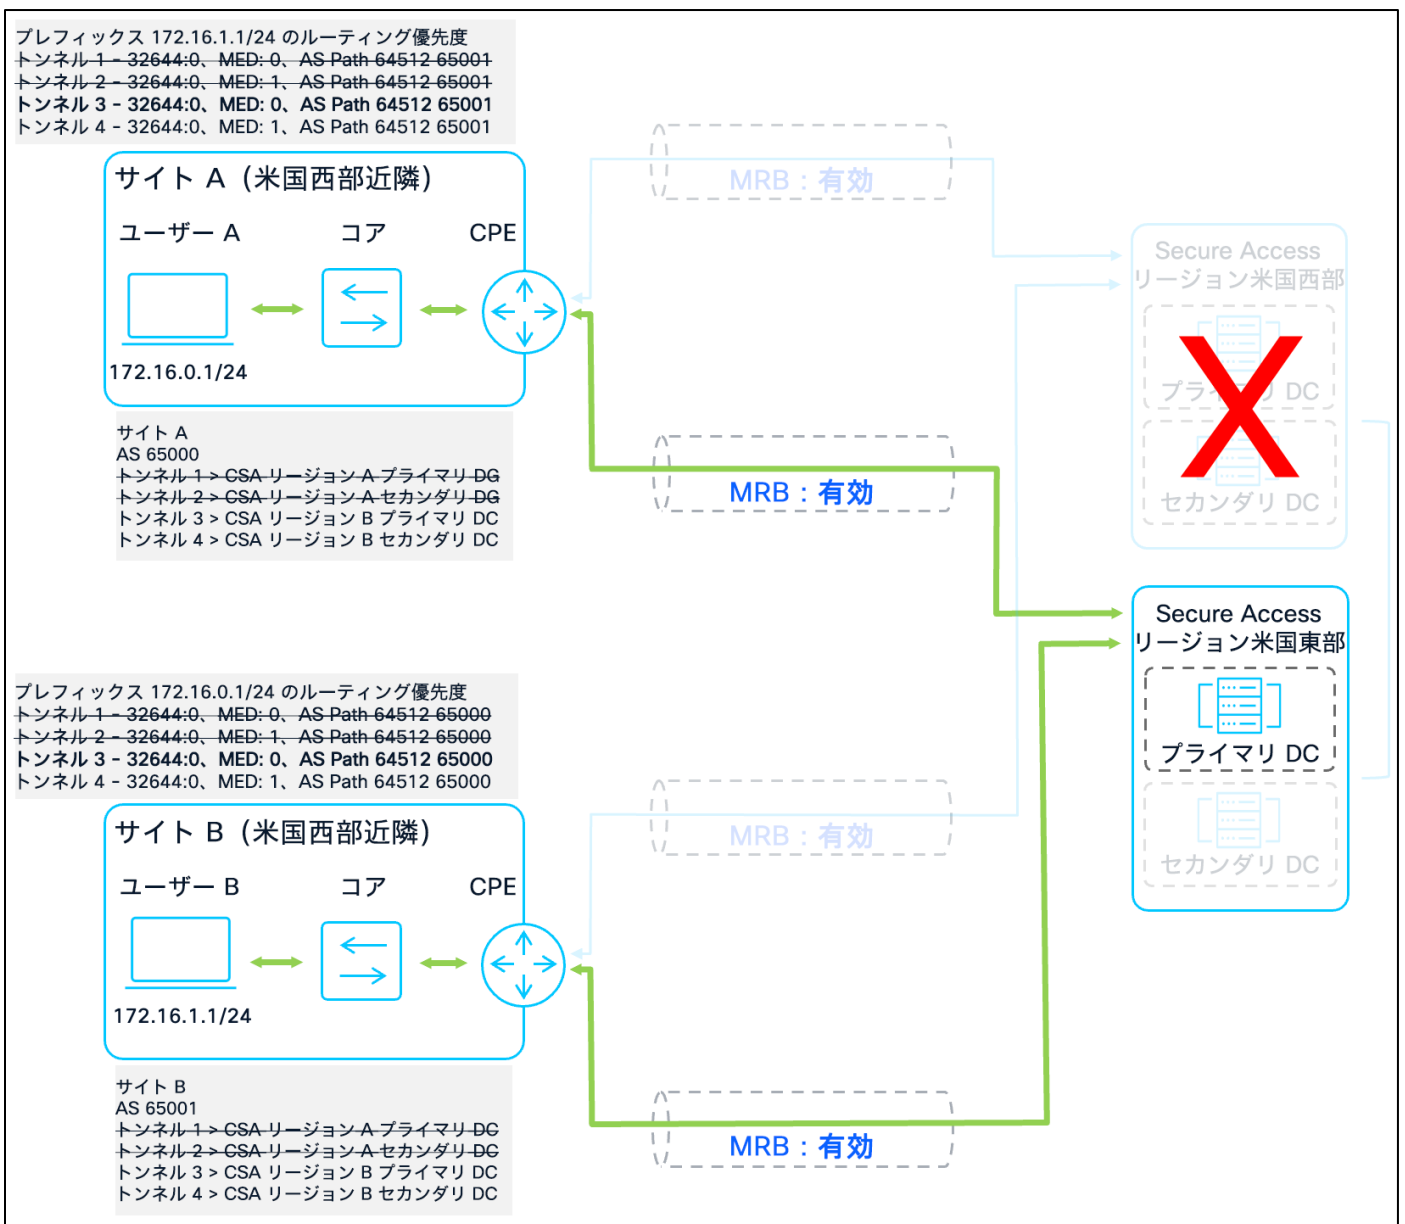 プレフィックス 172.16.1.1/24 のルーティング優先度
トンネル 1 - 32644:0、MED: 0、AS Path 64512 65001
トンネル 2 - 32644:0、MED: 1、AS Path 64512 65001
トンネル 3 - 32644:0、MED: 0、AS Path 64512 65001
トンネル 4 - 32644:0、MED: 1、AS Path 64512 65001
サイト A（米国西部近隣）
ユーザー A
コア
CPE
172.16.0.1/24
サイト A
AS 65000
トンネル 1 > CSA リージョン A プライマリ DG
トンネル 2 > CSA リージョン A セカンダリ DG
トンネル 3 > CSA リージョン B プライマリ DC
トンネル 4 > CSA リージョン B セカンダリ DC
MRB：有効
MRB：有効
Secure Access
リージョン米国西部
プライマリ DC
X
セカンダリ DC
Secure Access
リージョン米国東部
プライマリ DC
セカンダリ DC
プレフィックス 172.16.0.1/24 のルーティング優先度
トンネル 1 - 32644:0、MED: 0、AS Path 64512 65000
トンネル 2 - 32644:0、MED: 1、AS Path 64512 65000
トンネル 3 - 32644:0、MED: 0、AS Path 64512 65000
トンネル 4 - 32644:0、MED: 1、AS Path 64512 65000
サイト B（米国西部近隣）
ユーザー B
コア
CPE
172.16.1.1/24
サイト B
AS 65001
トンネル 1 > CSA リージョン A プライマリ DC
トンネル 2 > CSA リージョン A セカンダリ DC
トンネル 3 > CSA リージョン B プライマリ DC
トンネル 4 > CSA リージョン B セカンダリ DC
MRB：有効
MRB：有効